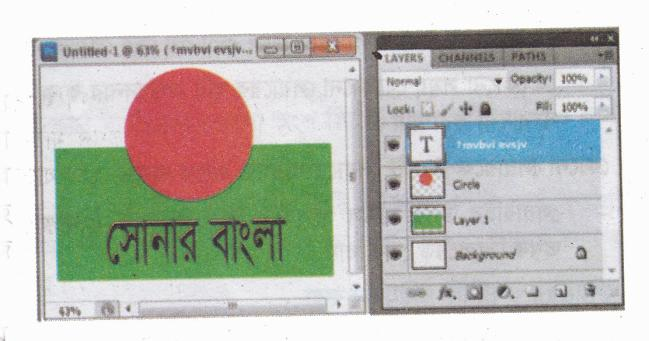 Untitled-1 @ 63% ( *mvbvi evsjv...
সোনার বাংলা
63%
LAYERS CHANNELS PATHS
Normal Opacity: 100%
Lock: Fill: 100%
T *mvbvi evsjv
Circle
Layer 1
Background
fx.